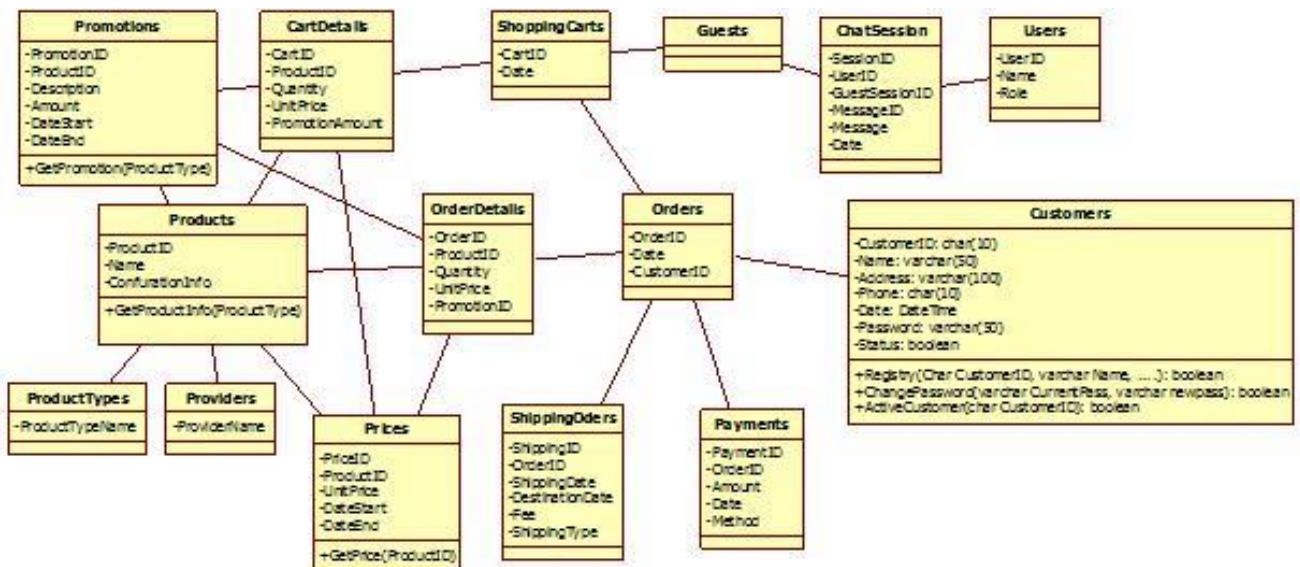 Promotions
-PromotionID
-ProductID
-Description
-Amount
-DateStart
-DateEnd
+GetPromotion(ProductType)
CartDetails
-CartID
-ProductID
-Quantity
-UnitPrice
-PromotionAmount
ShoppingCarts
-CartID
-Date
Guests
ChatSession
-SessionID
-UserID
-GuestSessionID
-MessageID
-Message
-Date
Users
-UserID
-Name
-Role
Products
-ProductID
-Name
-ConfurationInfo
+GetProductInfo(ProductType)
OrderDetails
-OrderID
-ProductID
-Quantity
-UnitPrice
-PromotionID
Orders
-OrderID
-Date
-CustomerID
Customers
-CustomerID: char(10)
-Name: varchar(50)
-Address: varchar(100)
-Phone: char(10)
-Date: DateTime
-Password: varchar(30)
-Status: boolean
+Registry(Char CustomerID, varchar Name, ....): boolean
+ChangePassword(varchar CurrentPass, varchar newpass): boolean
+ActiveCustomer(char CustomerID): boolean
ProductTypes
-ProductTypeName
Providers
-ProviderName
Prices
-PriceID
-ProductID
-UnitPrice
-DateStart
-DateEnd
+GetPrice(ProductID)
ShippingOders
-ShippingID
-OrderID
-ShippingDate
-DestinationDate
-Fee
-ShippingType
Payments
-PaymentID
-OrderID
-Amount
-Date
-Method